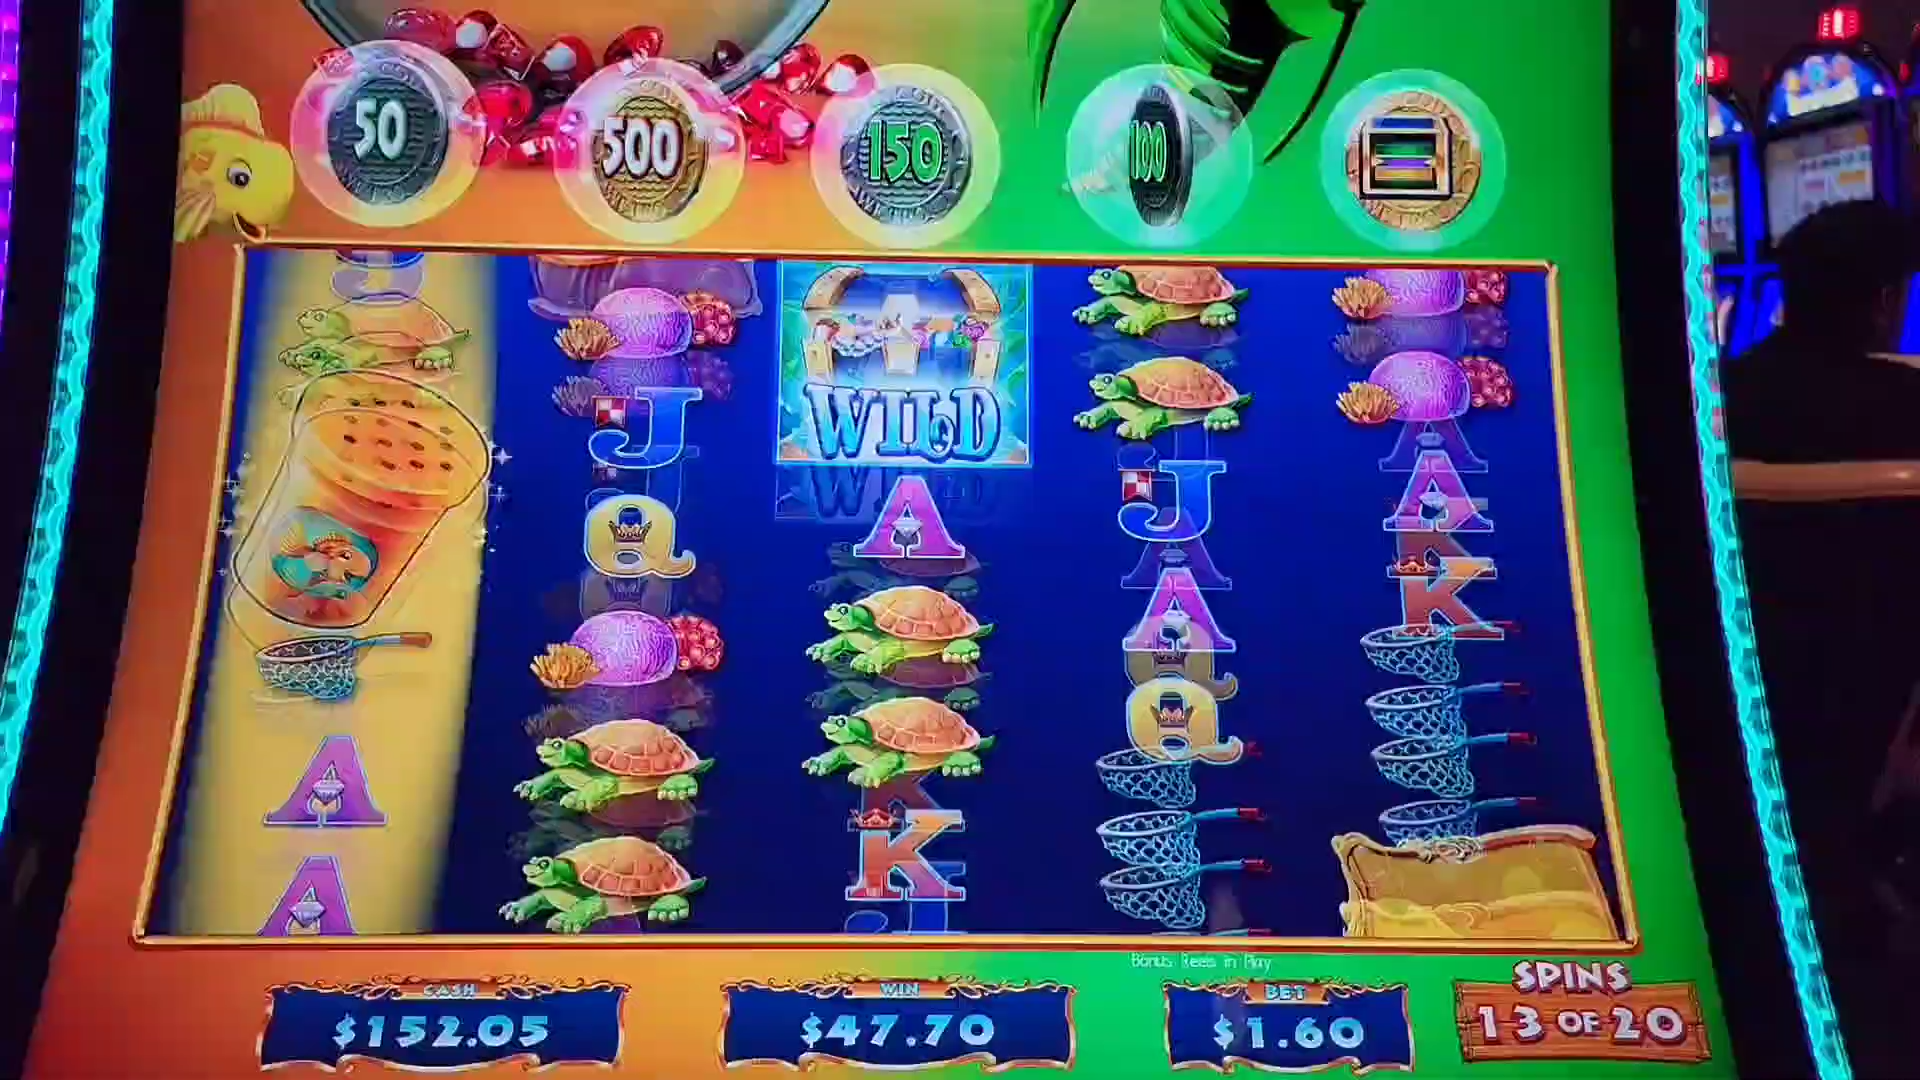 50
500
150
100
WILD
J
Q
A
K
J
A
Q
A
K
A
A
Bonus Reels in Play
CASH
$152.05
WIN
$47.70
BET
$1.60
SPINS
13 OF 20